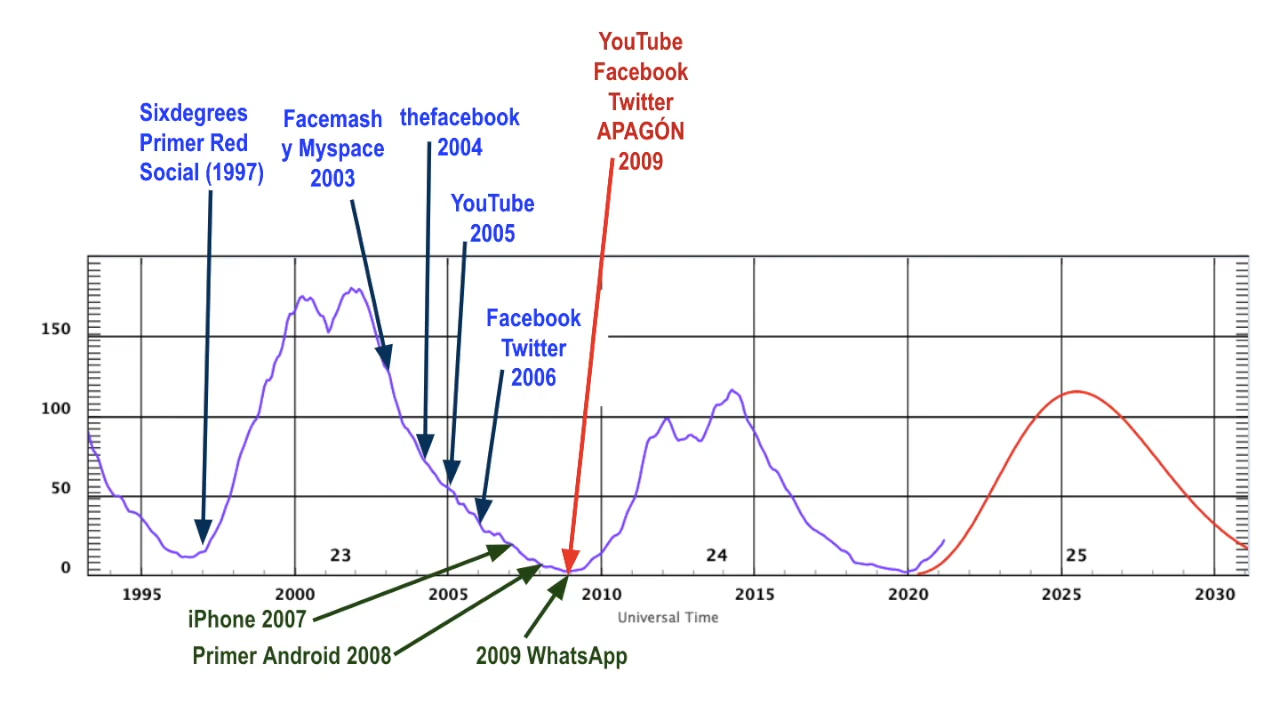 YouTube
Facebook
Twitter
APAGÓN
2009
Sixdegrees
Primer Red
Social (1997)
Facemash
y Myspace
2003
thefacebook
2004
YouTube
2005
Facebook
Twitter
2006
150
100
50
0
23
24
25
1995
2000
2005
2010
2015
2020
2025
2030
Universal Time
iPhone 2007
Primer Android 2008
2009 WhatsApp